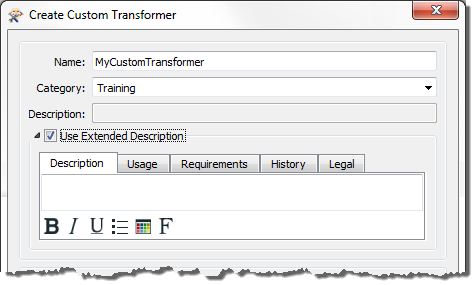 Create Custom Transformer
Name: MyCustomTransformer
Category: Training
Description:
Use Extended Description
Description Usage Requirements History Legal
B I U F